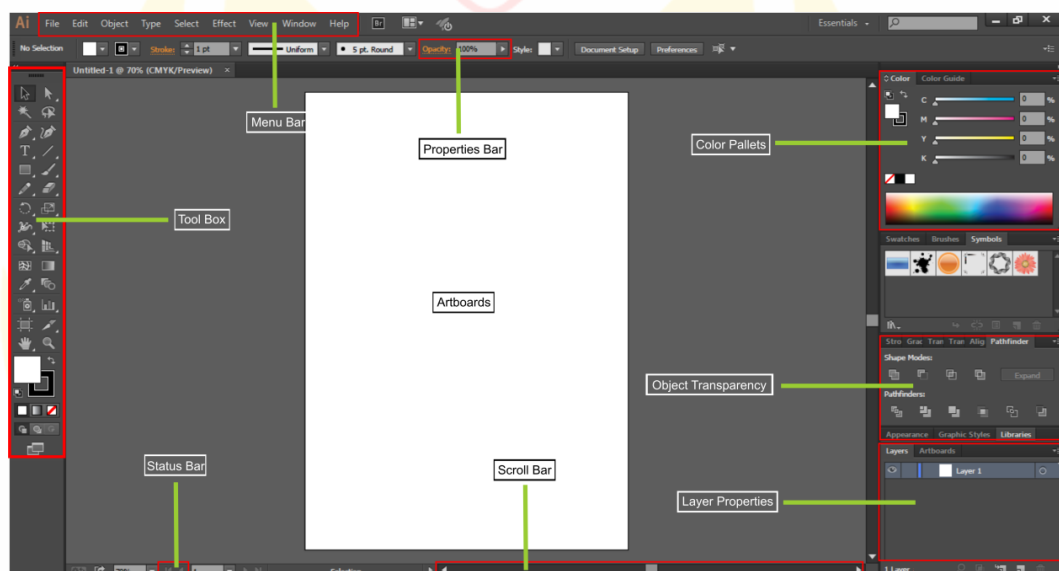 Ai File Edit Object Type Select Effect View Window Help Br Essentials
No Selection Stroke: 1 pt Uniform 5 pt. Round Opacity: 100% Style: Document Setup Preferences
Untitled-1 @ 70% (CMYK/Preview) ×
Color Color Guide
C 0 %
M 0 %
Y 0 %
K 0 %
Menu Bar
Properties Bar
Color Pallets
Tool Box
Swatches Brushes Symbols
Artboards
Stro Grac Tran Tran Alig Pathfinder
Shape Modes:
Expand
Object Transparency
Pathfinders:
Appearance Graphic Styles Libraries
Layers Artboards
Layer 1
Status Bar
Scroll Bar
Layer Properties
Selection
1 Layer